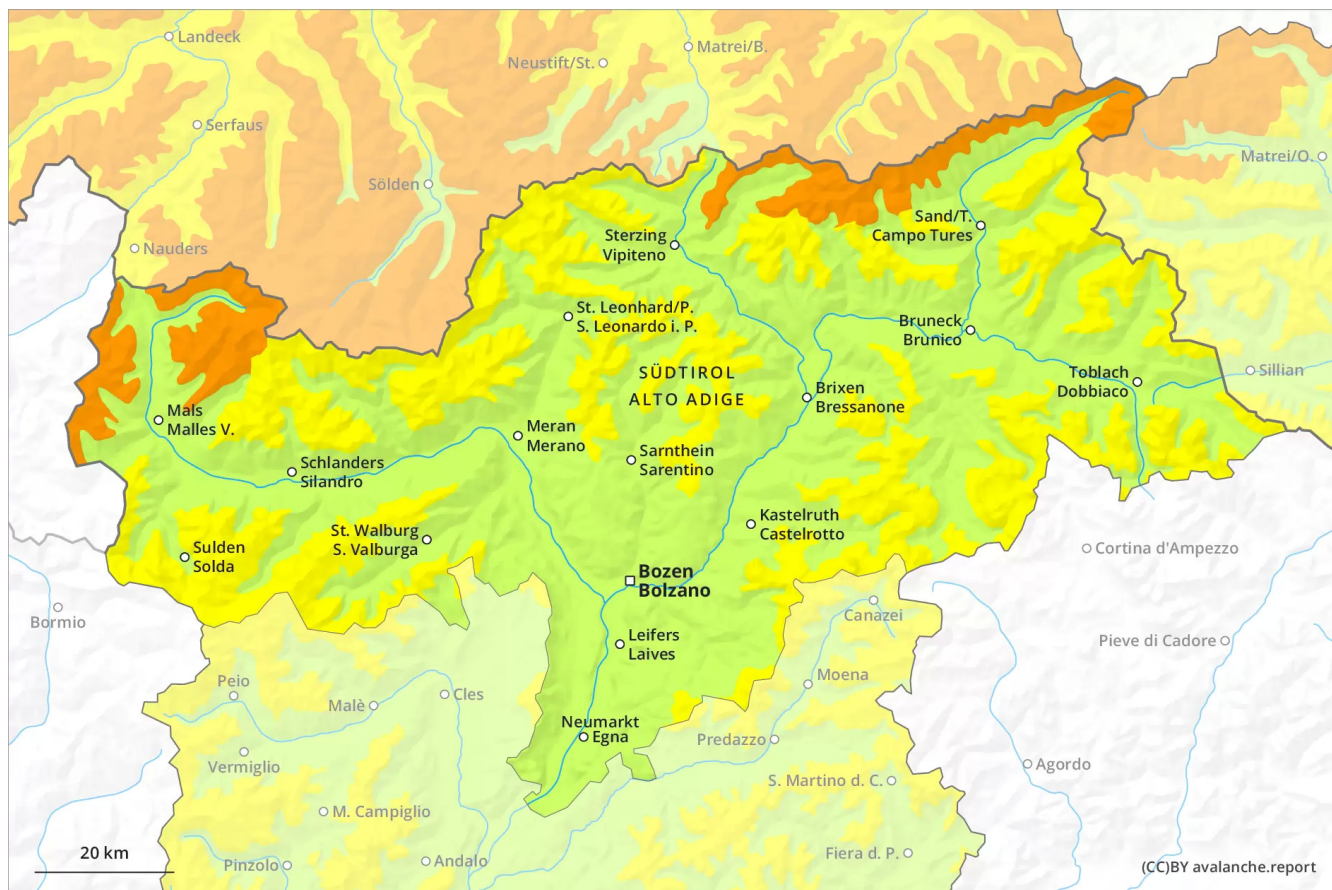 Landeck
Matrei/B.
Neustift/St.
Serfaus
Matrei/O.
Sölden
Sand/T.
Campo Tures
Sterzing
Vipiteno
Nauders
St. Leonhard/P.
S. Leonardo i. P.
Bruneck
Brunico
SÜDTIROL
ALTO ADIGE
Toblach
Dobbiaco
Sillian
Brixen
Bressanone
Mals
Malles V.
Meran
Merano
Sarnthein
Sarentino
Schlanders
Silandro
Kastelruth
Castelrotto
St. Walburg
S. Valburga
Sulden
Solda
Cortina d'Ampezzo
Bozen
Bolzano
Bormio
Canazei
Leifers
Laives
Pieve di Cadore
Moena
Peio
Cles
Malè
Neumarkt
Egna
Predazzo
Vermiglio
Agordo
S. Martino d. C.
M. Campiglio
20 km
Andalo
Fiera d. P.
Pinzolo
(CC)BY avalanche.report